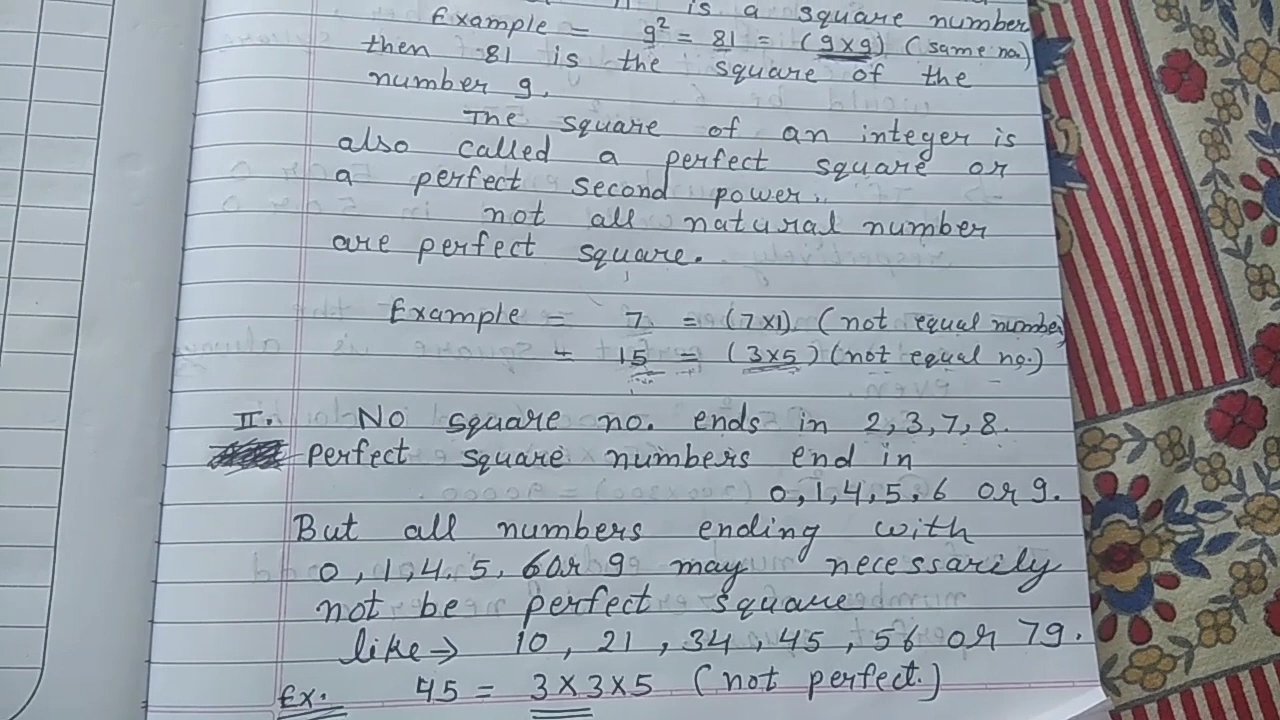 is a square number
Example = 9² = 81 = (9x9) (same no.)
then 81 is the square of the
number 9.
The square of an integer is
also called a perfect square or
a perfect second power.
not all natural number
are perfect square.
Example = 7 = (7x1) (not equal number)
= 15 = (3x5) (not equal no.)
II. No square no. ends in 2,3,7,8.
perfect square numbers end in
0,1,4,5,6 or 9.
But all numbers ending with
0,1,4,5,6 or 9 may necessarily
not be perfect square
like → 10, 21, 34, 45, 56 or 79.
Ex. 45 = 3x3x5 (not perfect.)